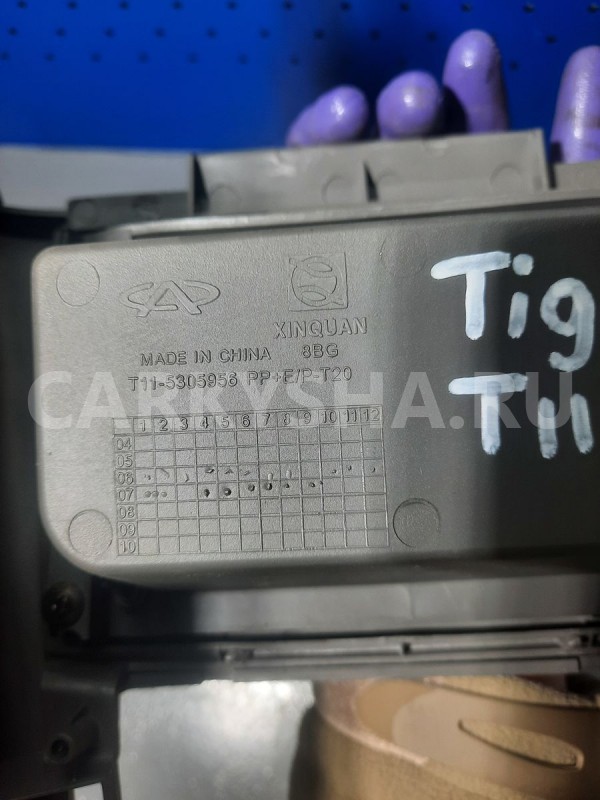 XINQUAN
MADE IN CHINA 8BG
T11-5305956 PP+E/P-T20
Tig
T11
CARKYSHA.RU
1 2 3 4 5 6 7 8 9 10 11 12
04
05
06
07
08
09
10